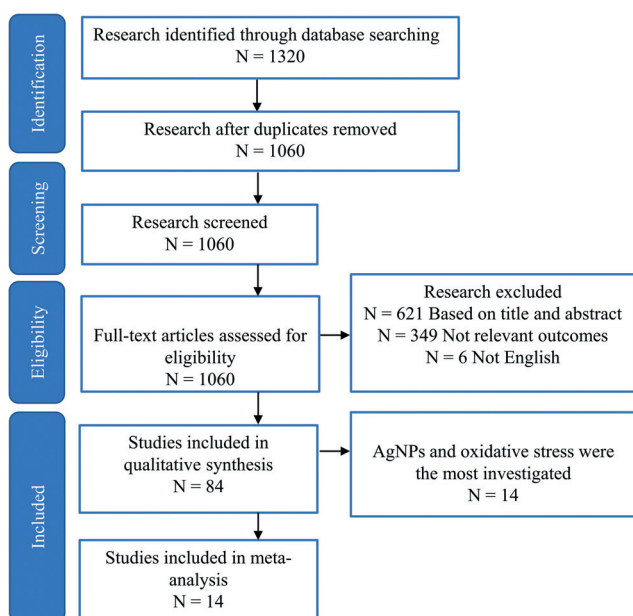 Identification
Research identified through database searching
N = 1320
Research after duplicates removed
N = 1060
Screening
Research screened
N = 1060
Eligibility
Full-text articles assessed for
eligibility
N = 1060
Research excluded
N = 621 Based on title and abstract
N = 349 Not relevant outcomes
N = 6 Not English
Included
Studies included in
qualitative synthesis
N = 84
AgNPs and oxidative stress were
the most investigated
N = 14
Studies included in meta-
analysis
N = 14